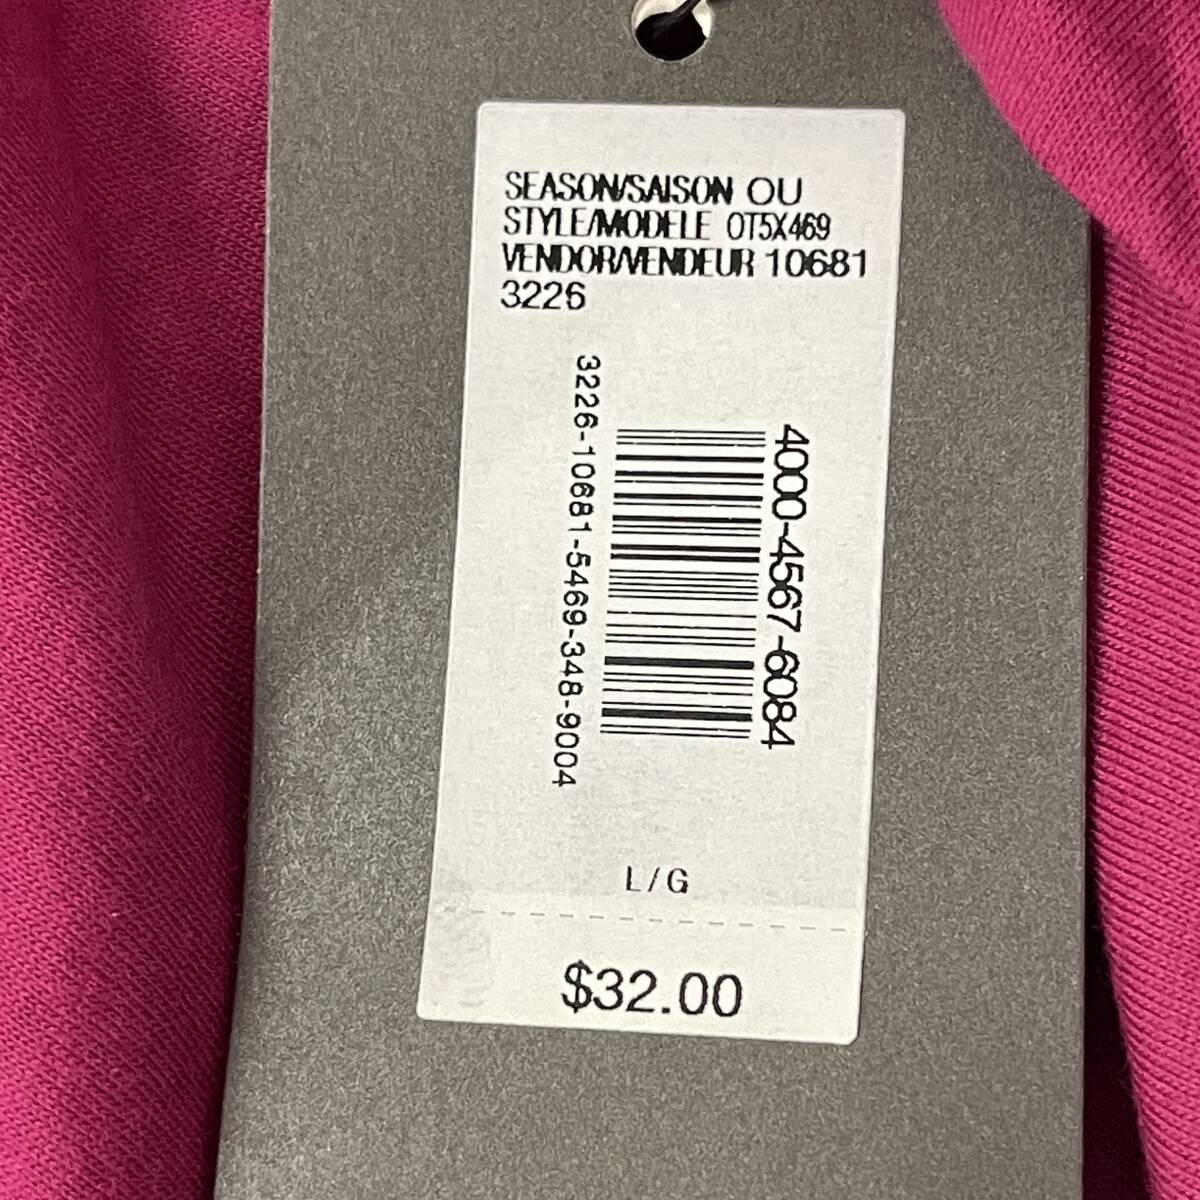 SEASON/SAISON OU
STYLE/MODELE OT5X469
VENDOR/VENDEUR 10681
3226
4000-4567-6084
3226-10681-5469-348-9004
L/G
$32.00